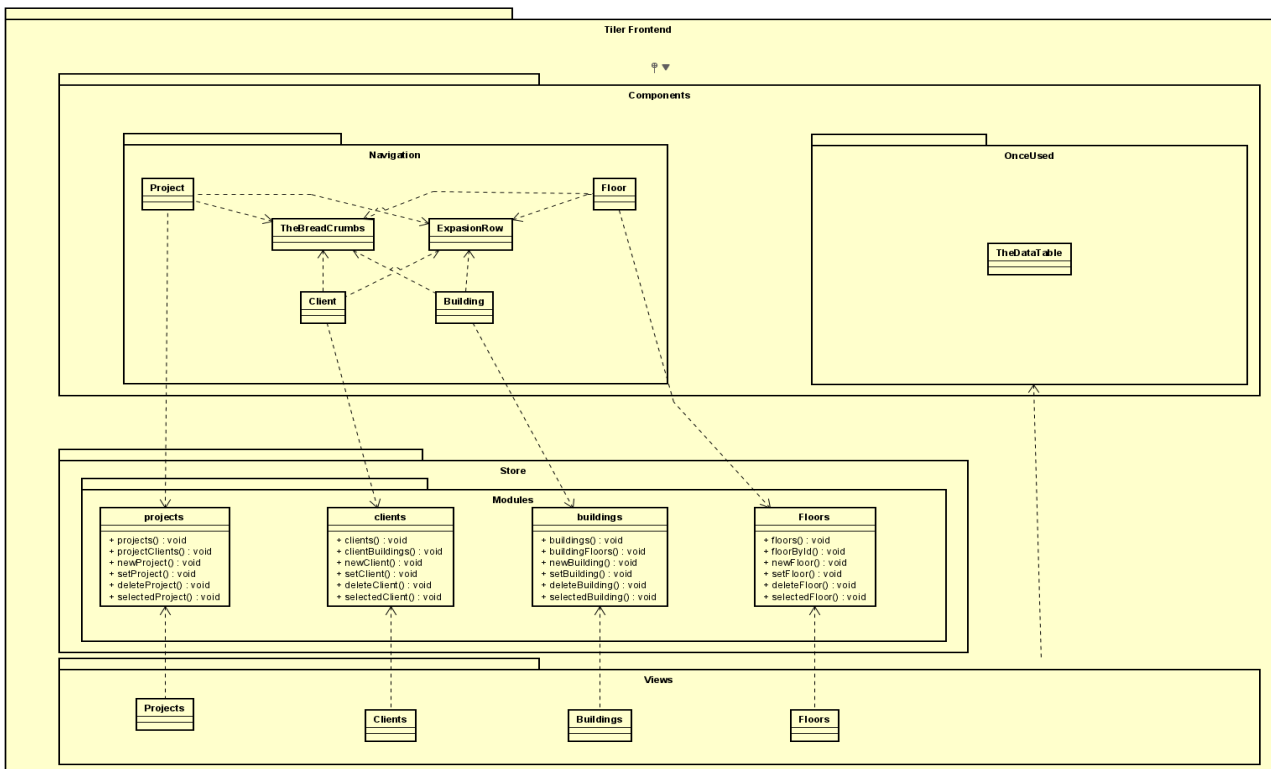 Tiler Frontend
Components
Navigation
OnceUsed
Project
Floor
TheBreadCrumbs
ExpasionRow
TheDataTable
Client
Building
Store
Modules
projects
+ projects() : void
+ projectClients() : void
+ newProject() : void
+ setProject() : void
+ deleteProject() : void
+ selectedProject() : void
clients
+ clients() : void
+ clientBuildings() : void
+ newClient() : void
+ setClient() : void
+ deleteClient() : void
+ selectedClient() : void
buildings
+ buildings() : void
+ buildingFloors() : void
+ newBuilding() : void
+ setBuilding() : void
+ deleteBuilding() : void
+ selectedBuilding() : void
Floors
+ floors() : void
+ floorById() : void
+ newFloor() : void
+ setFloor() : void
+ deleteFloor() : void
+ selectedFloor() : void
Views
Projects
Clients
Buildings
Floors